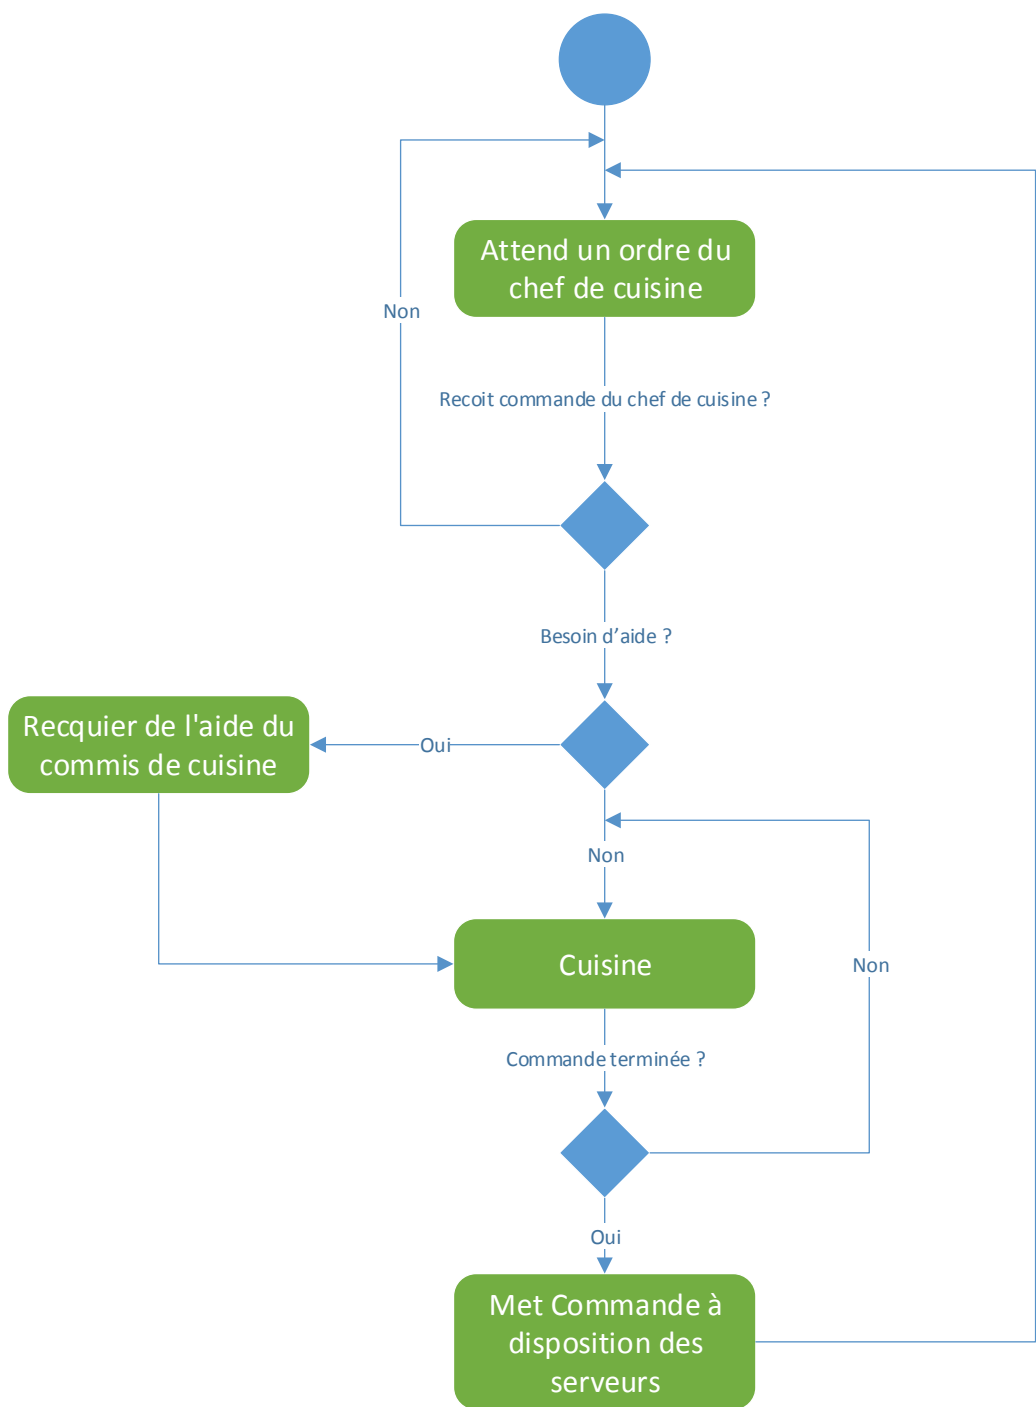 Attend un ordre du
chef de cuisine
Non
Recoit commande du chef de cuisine ?
Besoin d’aide ?
Recquier de l'aide du
commis de cuisine
Oui
Non
Cuisine
Non
Commande terminée ?
Oui
Met Commande à
disposition des
serveurs